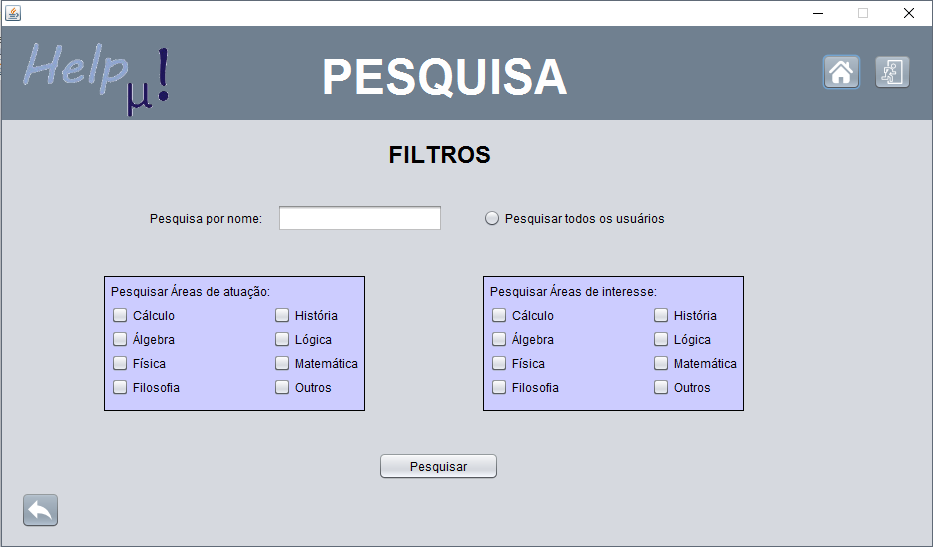 Help μ!
PESQUISA
FILTROS
Pesquisa por nome:
Pesquisar todos os usuários
Pesquisar Áreas de atuação:
Cálculo História
Álgebra Lógica
Física Matemática
Filosofia Outros
Pesquisar Áreas de interesse:
Cálculo História
Álgebra Lógica
Física Matemática
Filosofia Outros
Pesquisar